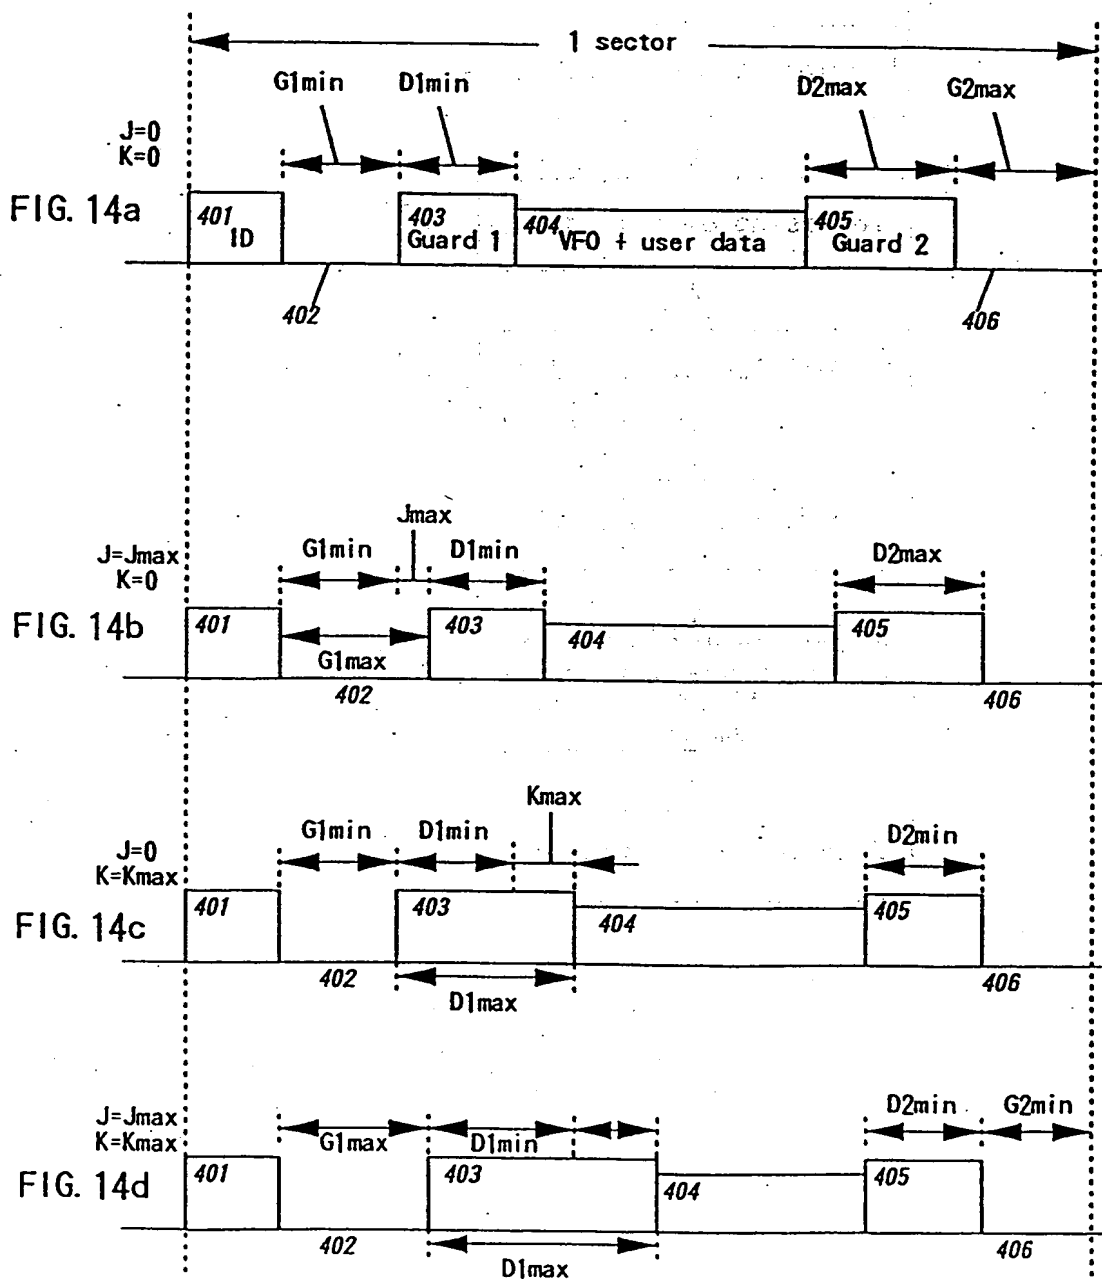 1 sector
G1min D1min D2max G2max
J=0
K=0
FIG. 14a
401 ID 403 Guard 1 404 VFO + user data 405 Guard 2
402 406
Jmax
J=Jmax
K=0
G1min D1min D2max
FIG. 14b
401 403 404 405
G1max
402 406
Kmax
J=0
K=Kmax
G1min D1min D2min
FIG. 14c
401 403 404 405
402 406
D1max
J=Jmax
K=Kmax
G1max D1min D2min G2min
FIG. 14d
401 403 404 405
402 406
D1max